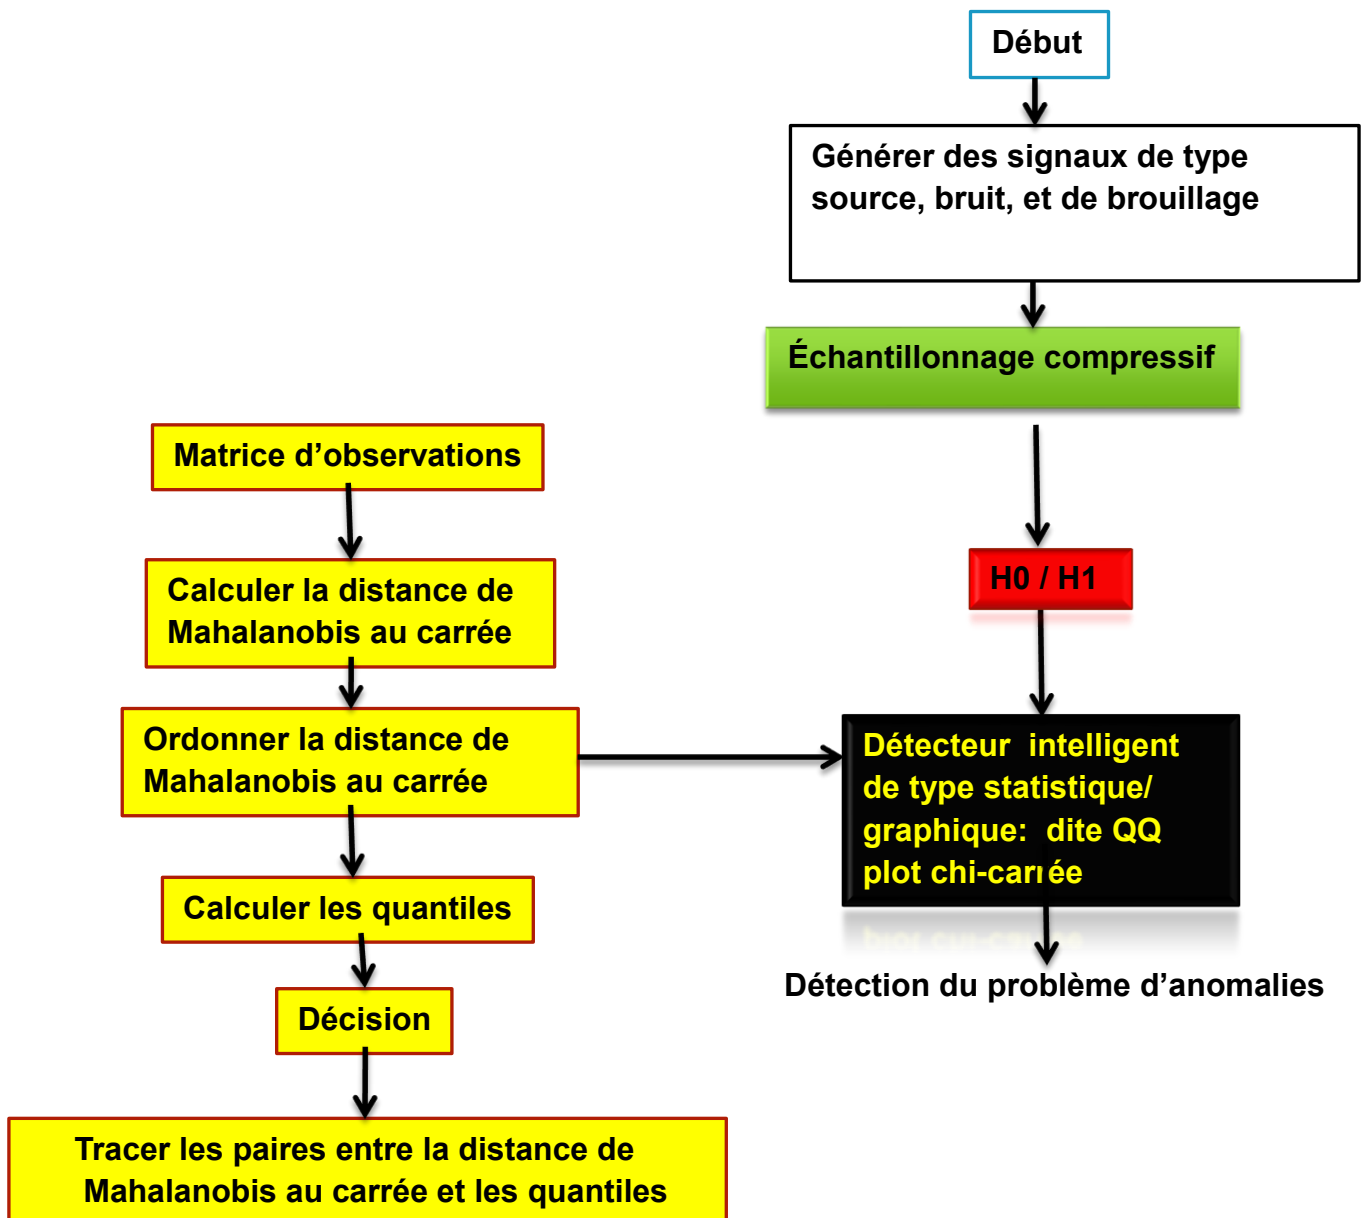 Début
Générer des signaux de type
source, bruit, et de brouillage
Échantillonnage compressif
H0 / H1
Détecteur intelligent
de type statistique/
graphique: dite QQ
plot chi-carrée
Détection du problème d’anomalies
Matrice d’observations
Calculer la distance de
Mahalanobis au carrée
Ordonner la distance de
Mahalanobis au carrée
Calculer les quantiles
Décision
Tracer les paires entre la distance de
Mahalanobis au carrée et les quantiles